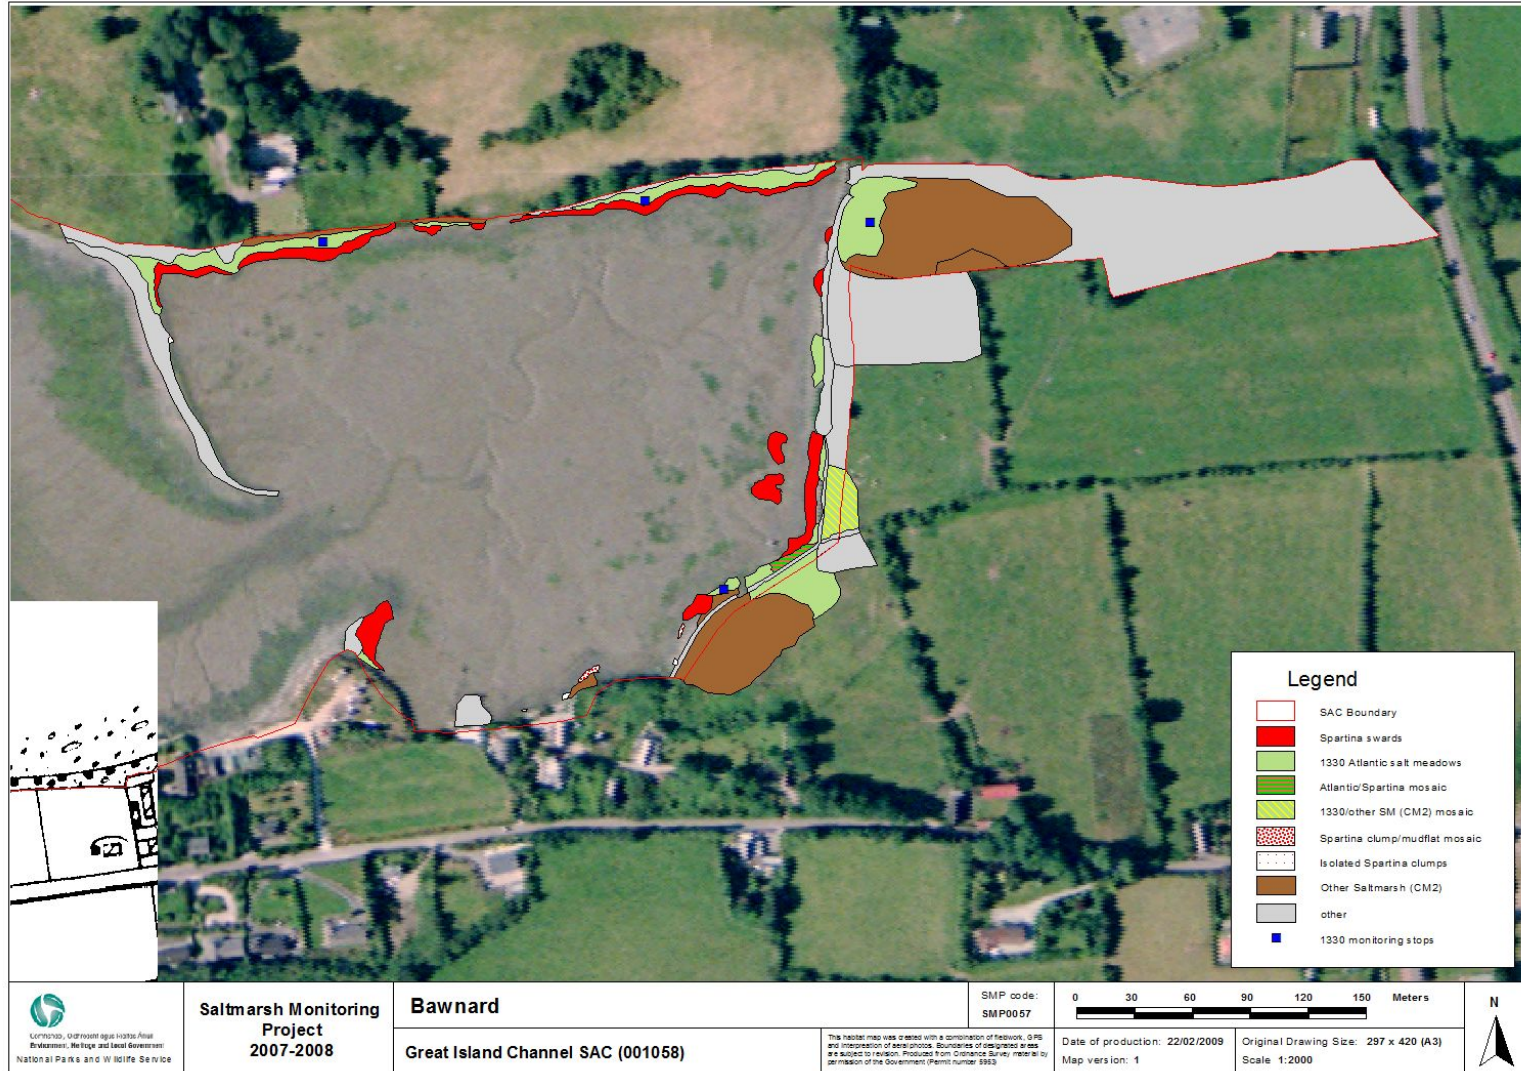 Legend
SAC Boundary
Spartina swards
1330 Atlantic salt meadows
Atlantic/Spartina mosaic
1330/other SM (CM2) mosaic
Spartina clump/mudflat mosaic
Isolated Spartina clumps
Other Saltmarsh (CM2)
other
1330 monitoring stops
Environment, Heritage and Local Government
National Parks and Wildlife Service
Saltmarsh Monitoring
Project
2007-2008
Bawnard
Great Island Channel SAC (001058)
SMP code:
SMP0057
This habitat map was created with a combination of fieldwork, GPS
and interpretation of aerial photos. Boundaries of designated areas
are subject to revision. Produced from Ordnance Survey material by
permission of the Government (Permit number
0 30 60 90 120 150 Meters
Date of production: 22/02/2009
Map version: 1
Original Drawing Size: 297 x 420 (A3)
Scale 1:2000
N